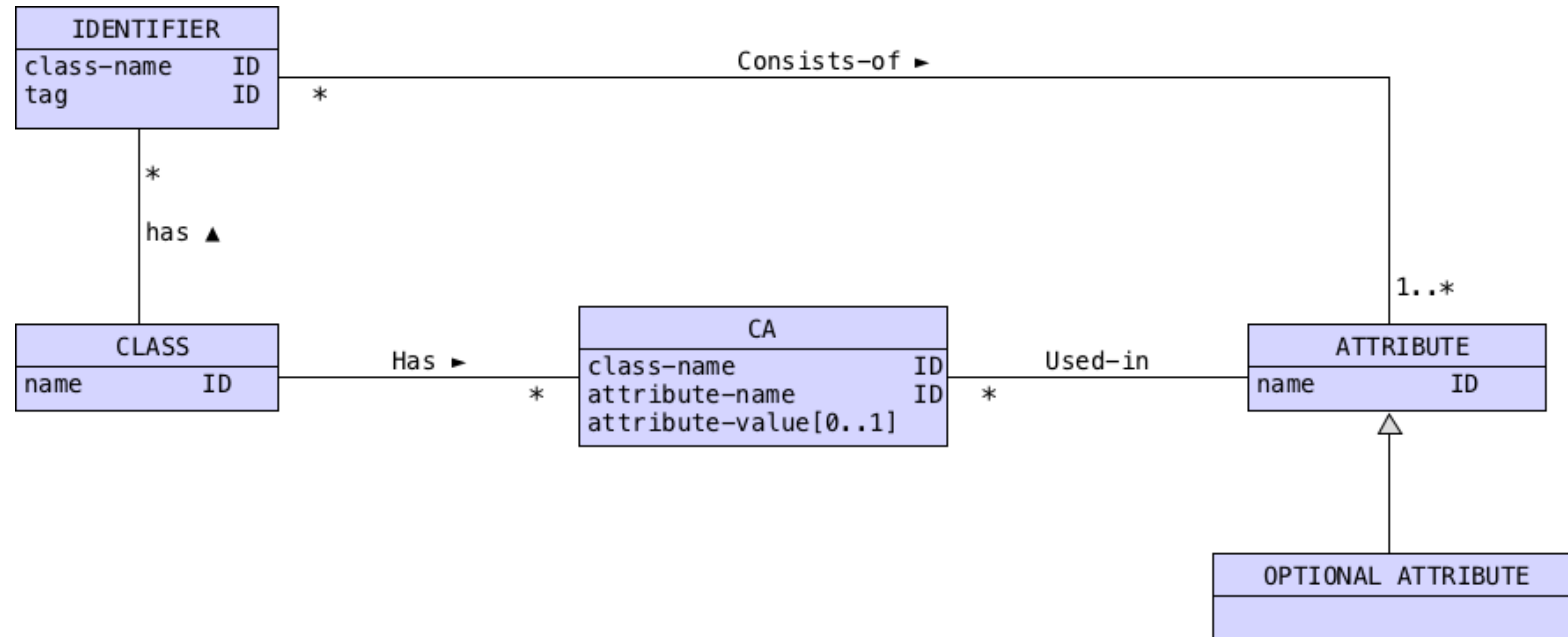 IDENTIFIER
class-name ID
tag ID
*
Consists-of ►
*
has ▲
1..*
CLASS
name ID
Has ►
*
CA
class-name ID
attribute-name ID
attribute-value[0..1]
*
Used-in
ATTRIBUTE
name ID
OPTIONAL ATTRIBUTE